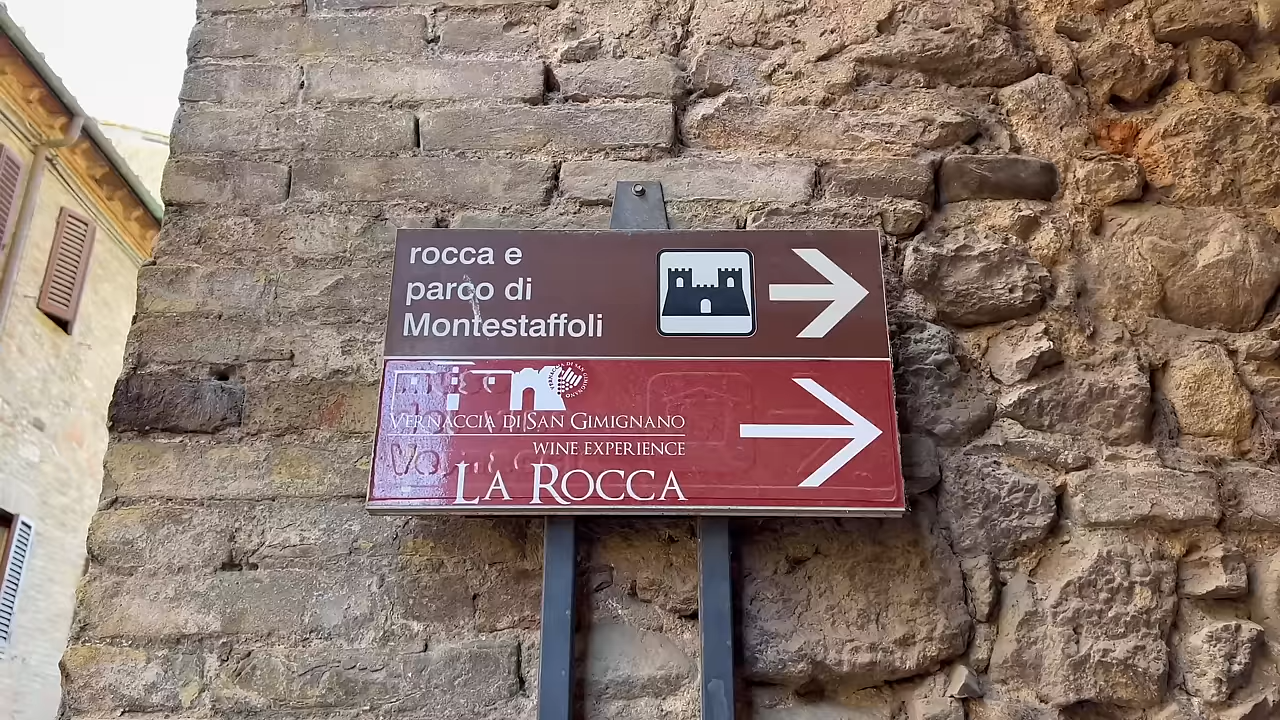 rocca e
parco di
Montestaffoli
VERNACCIA DI SAN GIMIGNANO
WINE EXPERIENCE
LA ROCCA